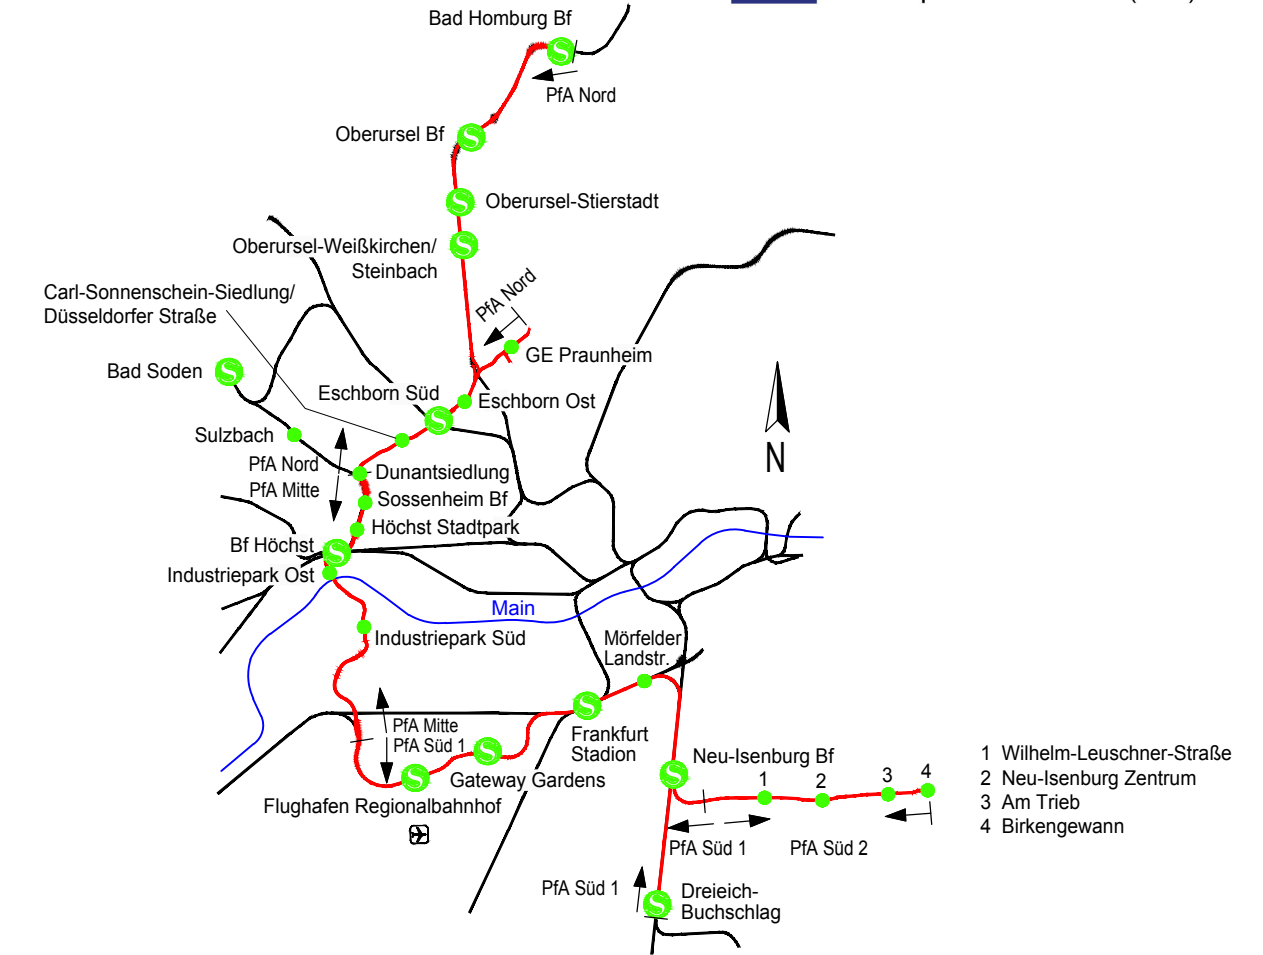 Bad Homburg Bf
PfA Nord
Oberursel Bf
Oberursel-Stierstadt
Oberursel-Weißkirchen/
Steinbach
Carl-Sonnenschein-Siedlung/
Düsseldorfer Straße
PfA Nord
GE Praunheim
Bad Soden
Eschborn Süd
Eschborn Ost
Sulzbach
PfA Nord
PfA Mitte
Dunantsiedlung
Sossenheim Bf
Höchst Stadtpark
N
Bf Höchst
Industriepark Ost
Main
Industriepark Süd
Mörfelder
Landstr.
PfA Mitte
PfA Süd 1
Frankfurt
Stadion
Gateway Gardens
Flughafen Regionalbahnhof
Neu-Isenburg Bf
1 2 3 4
PfA Süd 1
PfA Süd 2
PfA Süd 1
Dreieich-
Buchschlag
1 Wilhelm-Leuschner-Straße
2 Neu-Isenburg Zentrum
3 Am Trieb
4 Birkengewann